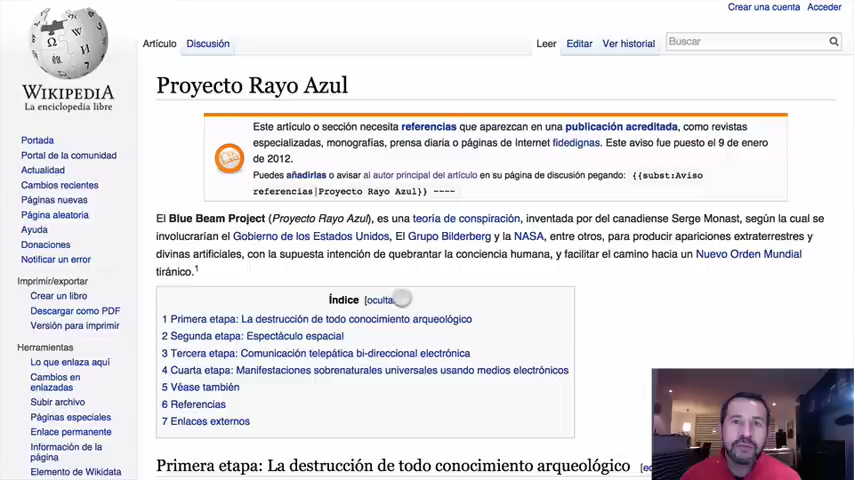 Crear una cuenta Acceder
Artículo Discusión Leer Editar Ver historial Buscar
WIKIPEDIA
La enciclopedia libre
Portada
Portal de la comunidad
Actualidad
Cambios recientes
Páginas nuevas
Página aleatoria
Ayuda
Donaciones
Notificar un error
Imprimir/exportar
Crear un libro
Descargar como PDF
Versión para imprimir
Herramientas
Lo que enlaza aquí
Cambios en
enlazadas
Subir archivo
Páginas especiales
Enlace permanente
Información de la
página
Elemento de Wikidata
Proyecto Rayo Azul
Este artículo o sección necesita referencias que aparezcan en una publicación acreditada, como revistas
especializadas, monografías, prensa diaria o páginas de Internet fidedignas. Este aviso fue puesto el 9 de enero
de 2012.
Puedes añadirlas o avisar al autor principal del artículo en su página de discusión pegando: {{subst:Aviso
referencias|Proyecto Rayo Azul}} ----
El Blue Beam Project (Proyecto Rayo Azul), es una teoría de conspiración, inventada por del canadiense Serge Monast, según la cual se
involucrarían el Gobierno de los Estados Unidos, El Grupo Bilderberg y la NASA, entre otros, para producir apariciones extraterrestres y
divinas artificiales, con la supuesta intención de quebrantar la conciencia humana, y facilitar el camino hacia un Nuevo Orden Mundial
tiránico.1
Índice [oculta
1 Primera etapa: La destrucción de todo conocimiento arqueológico
2 Segunda etapa: Espectáculo espacial
3 Tercera etapa: Comunicación telepática bi-direccional electrónica
4 Cuarta etapa: Manifestaciones sobrenaturales universales usando medios electrónicos
5 Véase también
6 Referencias
7 Enlaces externos
Primera etapa: La destrucción de todo conocimiento arqueológico